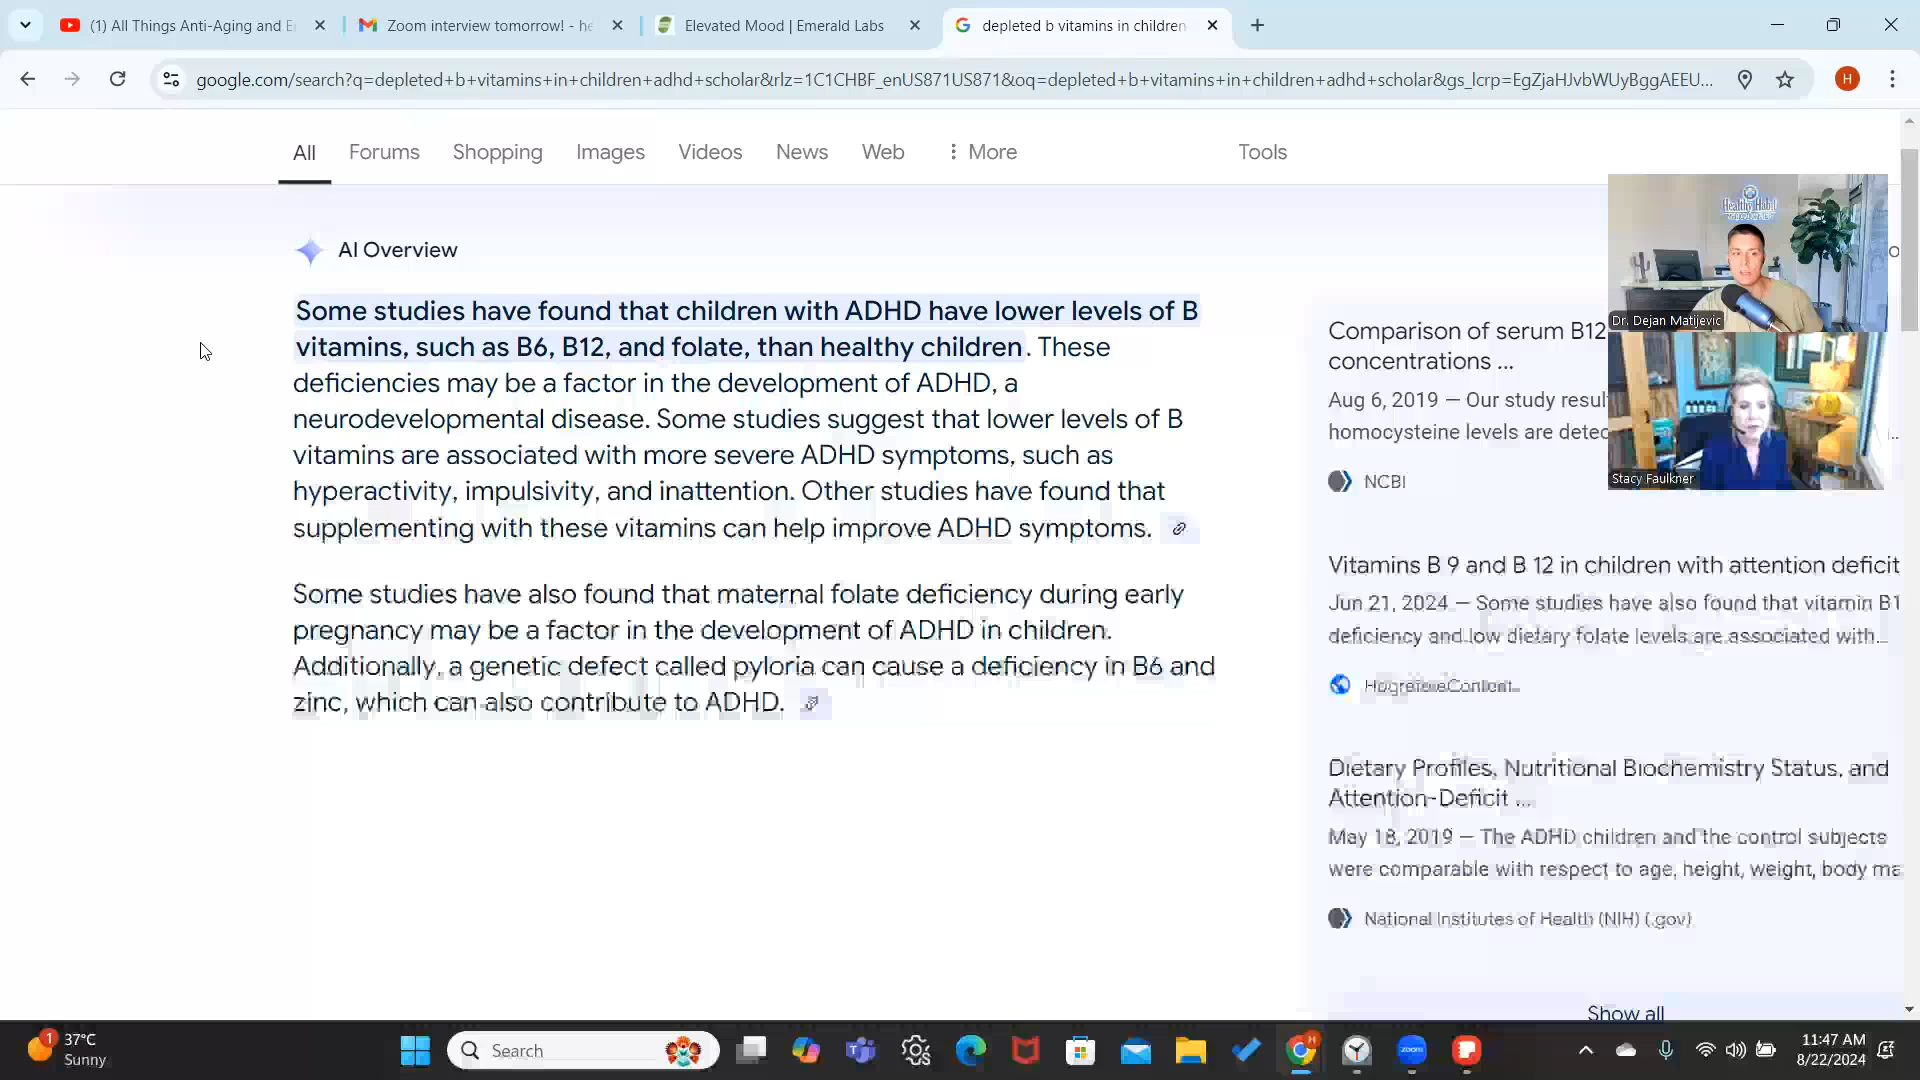 (1) All Things Anti-Aging and E
Zoom interview tomorrow! - he
Elevated Mood | Emerald Labs
depleted b vitamins in children
google.com/search?q=depleted+b+vitamins+in+children+adhd+scholar&rlz=1C1CHBF_enUS871US871&oq=depleted+b+vitamins+in+children+adhd+scholar&gs_lcrp=EgZjaHJvbWUyBggAEEU...
H
All
Forums
Shopping
Images
Videos
News
Web
More
Tools
AI Overview
Some studies have found that children with ADHD have lower levels of B
vitamins, such as B6, B12, and folate, than healthy children. These
deficiencies may be a factor in the development of ADHD, a
neurodevelopmental disease. Some studies suggest that lower levels of B
vitamins are associated with more severe ADHD symptoms, such as
hyperactivity, impulsivity, and inattention. Other studies have found that
supplementing with these vitamins can help improve ADHD symptoms.
Some studies have also found that maternal folate deficiency during early
pregnancy may be a factor in the development of ADHD in children.
Additionally, a genetic defect called pyloria can cause a deficiency in B6 and
zinc, which can also contribute to ADHD.
Comparison of serum B12
concentrations ...
Aug 6, 2019 — Our study resul
homocysteine levels are detec
NCBI
Vitamins B 9 and B 12 in children with attention deficit
Jun 21, 2024 — Some studies have also found that vitamin B1
deficiency and low dietary folate levels are associated with...
HogrefeeContent
Dietary Profiles, Nutritional Biochemistry Status, and
Attention-Deficit ...
May 18, 2019 — The ADHD children and the control subjects
were comparable with respect to age, height, weight, body ma
National Institutes of Health (NIH) (.gov)
Show all
Healthy Habit
Dr. Dejan Matijevic
Stacy Faulkner
1
37°C
Sunny
Search
zoom
11:47 AM
8/22/2024